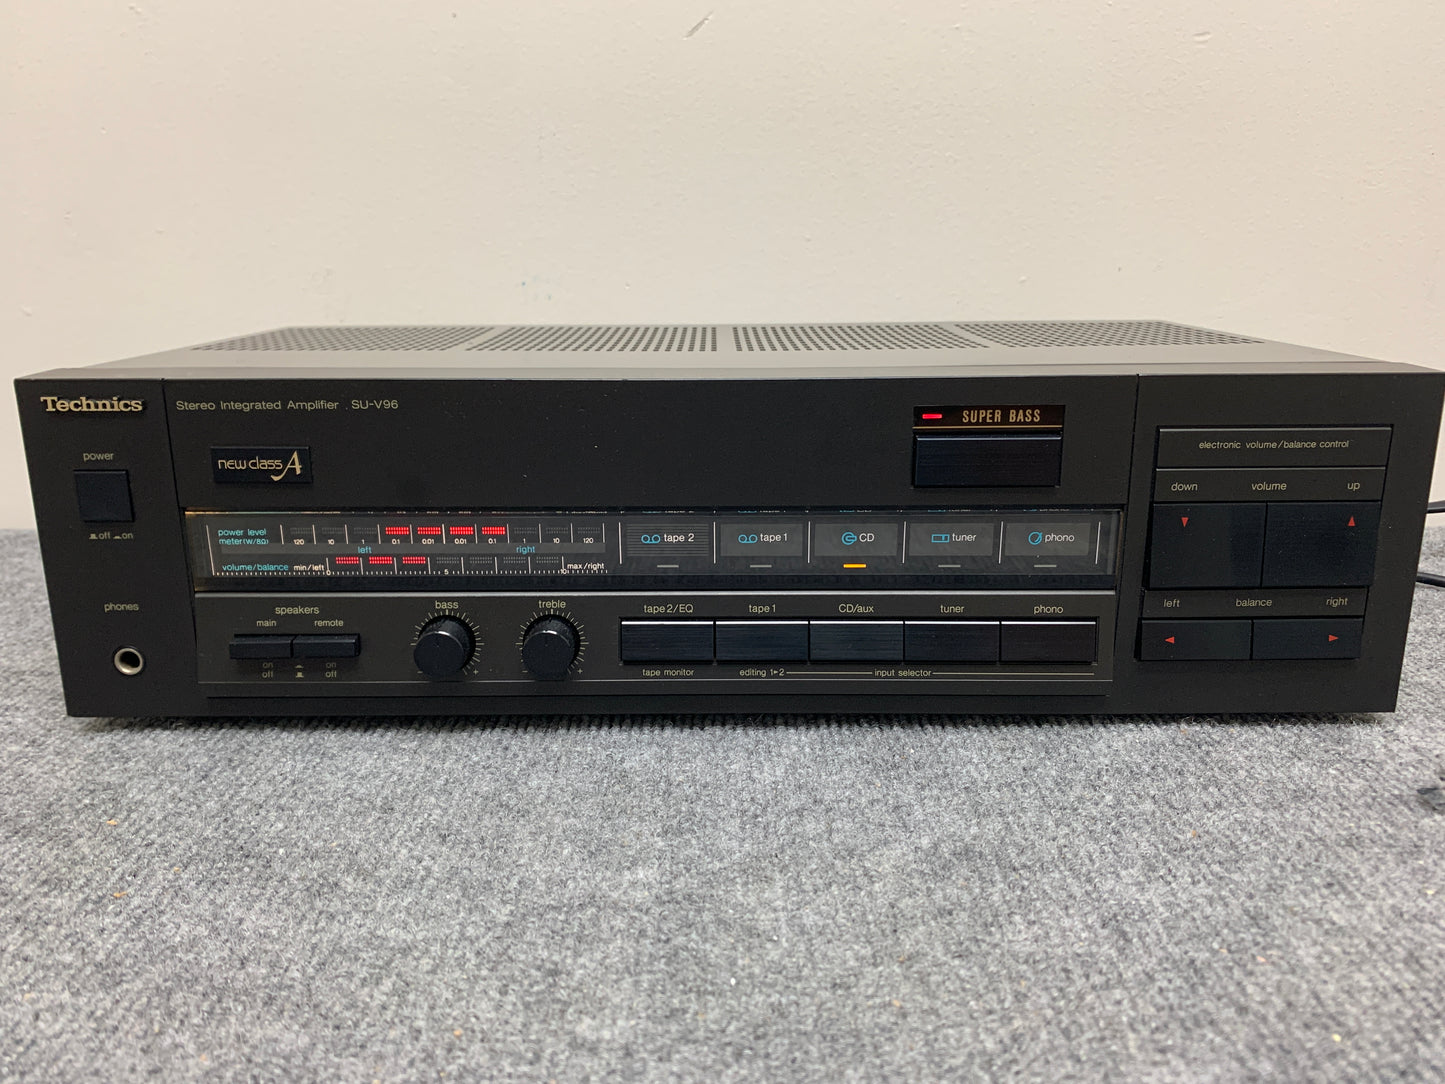 Technics
Stereo Integrated Amplifier . SU-V96
SUPER BASS
new class A
power
off on
electronic volume/balance control
down volume up
power level
meter (W/8Ω) 120 10 1 0.1 0.01 0.01 0.1 1 10 120
left right
volume/balance min/left 0 5 10 max/right
tape 2 tape 1 CD tuner phono
left balance right
phones
speakers
main remote
on on
off off
bass treble
- + - +
tape 2/EQ tape 1 CD/aux tuner phono
tape monitor editing 1▸2 input selector